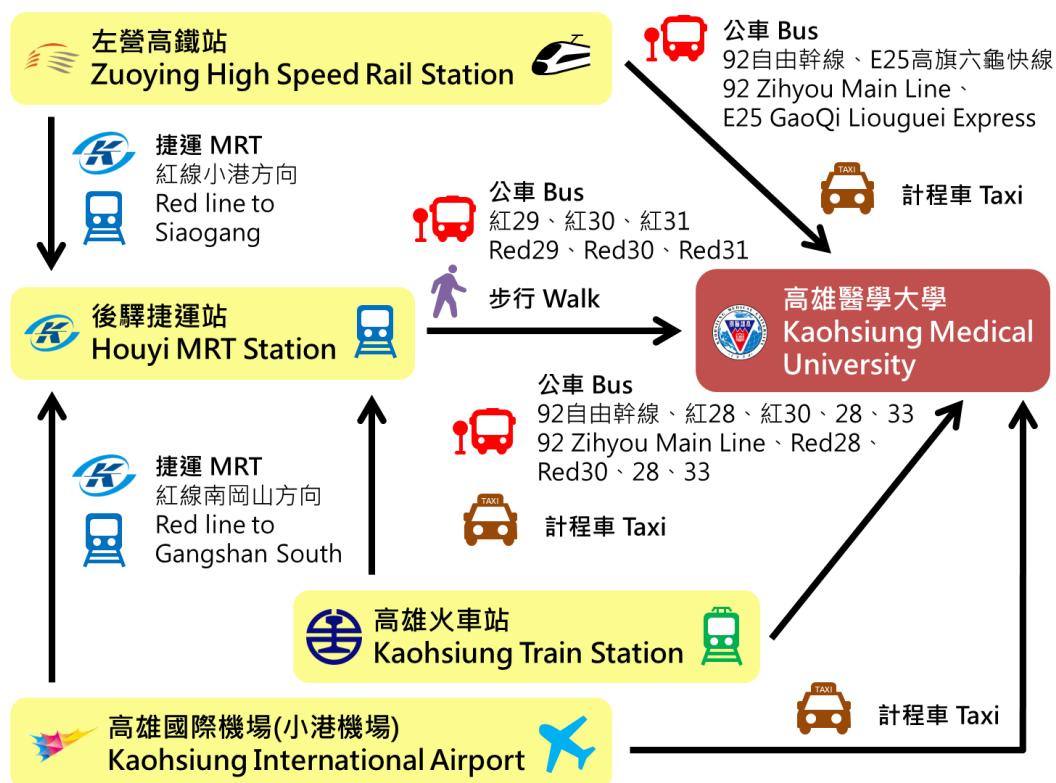 左營高鐵站
Zuoying High Speed Rail Station
公車 Bus
92自由幹線、E25高旗六龜快線
92 Zihyou Main Line、
E25 GaoQi Liouguei Express
捷運 MRT
紅線小港方向
Red line to
Siaogang
TAXI
計程車 Taxi
公車 Bus
紅29、紅30、紅31
Red29、Red30、Red31
步行 Walk
後驛捷運站
Houyi MRT Station
高雄醫學大學
Kaohsiung Medical
University
公車 Bus
92自由幹線、紅28、紅30、28、33
92 Zihyou Main Line、Red28、
Red30、28、33
捷運 MRT
紅線南岡山方向
Red line to
Gangshan South
TAXI
計程車 Taxi
高雄火車站
Kaohsiung Train Station
TAXI
計程車 Taxi
高雄國際機場(小港機場)
Kaohsiung International Airport